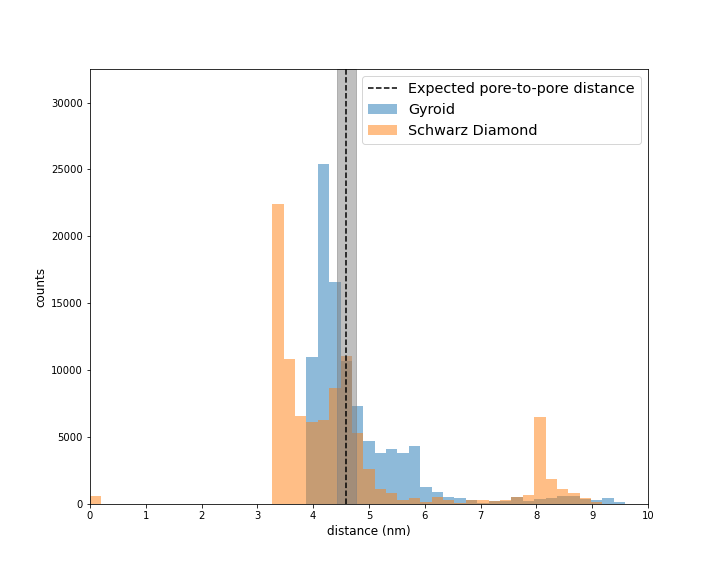 Expected pore-to-pore distance
Gyroid
Schwarz Diamond
30000
25000
20000
15000
10000
5000
0
counts
0 1 2 3 4 5 6 7 8 9 10
distance (nm)